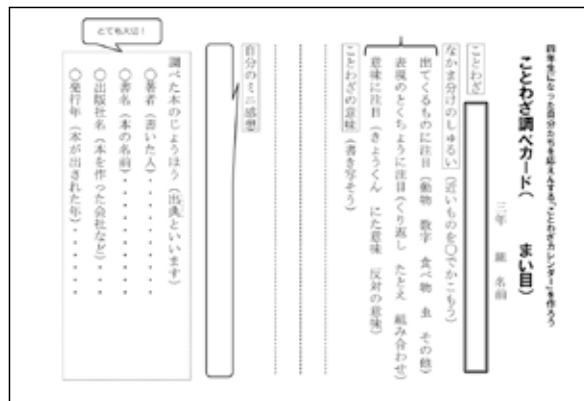 四年生になった自分たちを応えんする「ことわざカレンダー」を作ろう
ことわざ調べカード(　　まい目)
三年　組　名前
ことわざ
なかま分けのしゅるい(近いものを○でかこもう)
出てくるものに注目(動物　数字　食べ物　虫　その他)
表現のとくちょうに注目(くり返し　たとえ　組み合わせ)
意味に注目(きょうくん　にた意味　反対の意味)
ことわざの意味(書き写そう)
自分のミニ感想
とても大切!
調べた本のじょうほう(出典といいます)
○著者(書いた人)・・・・・・・・
○書名(本の名前)・・・・・・・・
○出版社名(本を作った会社など)・・・・・
○発行年(本が出された年)・・・・・・